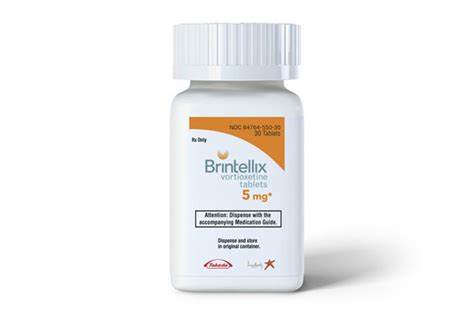 NDC 64764-550-30
30 Tablets
Rx Only
Brintellix
vortioxetine
tablets
5 mg*
Attention: Dispense with the
accompanying Medication Guide.
Dispense and store
in original container.
Takeda